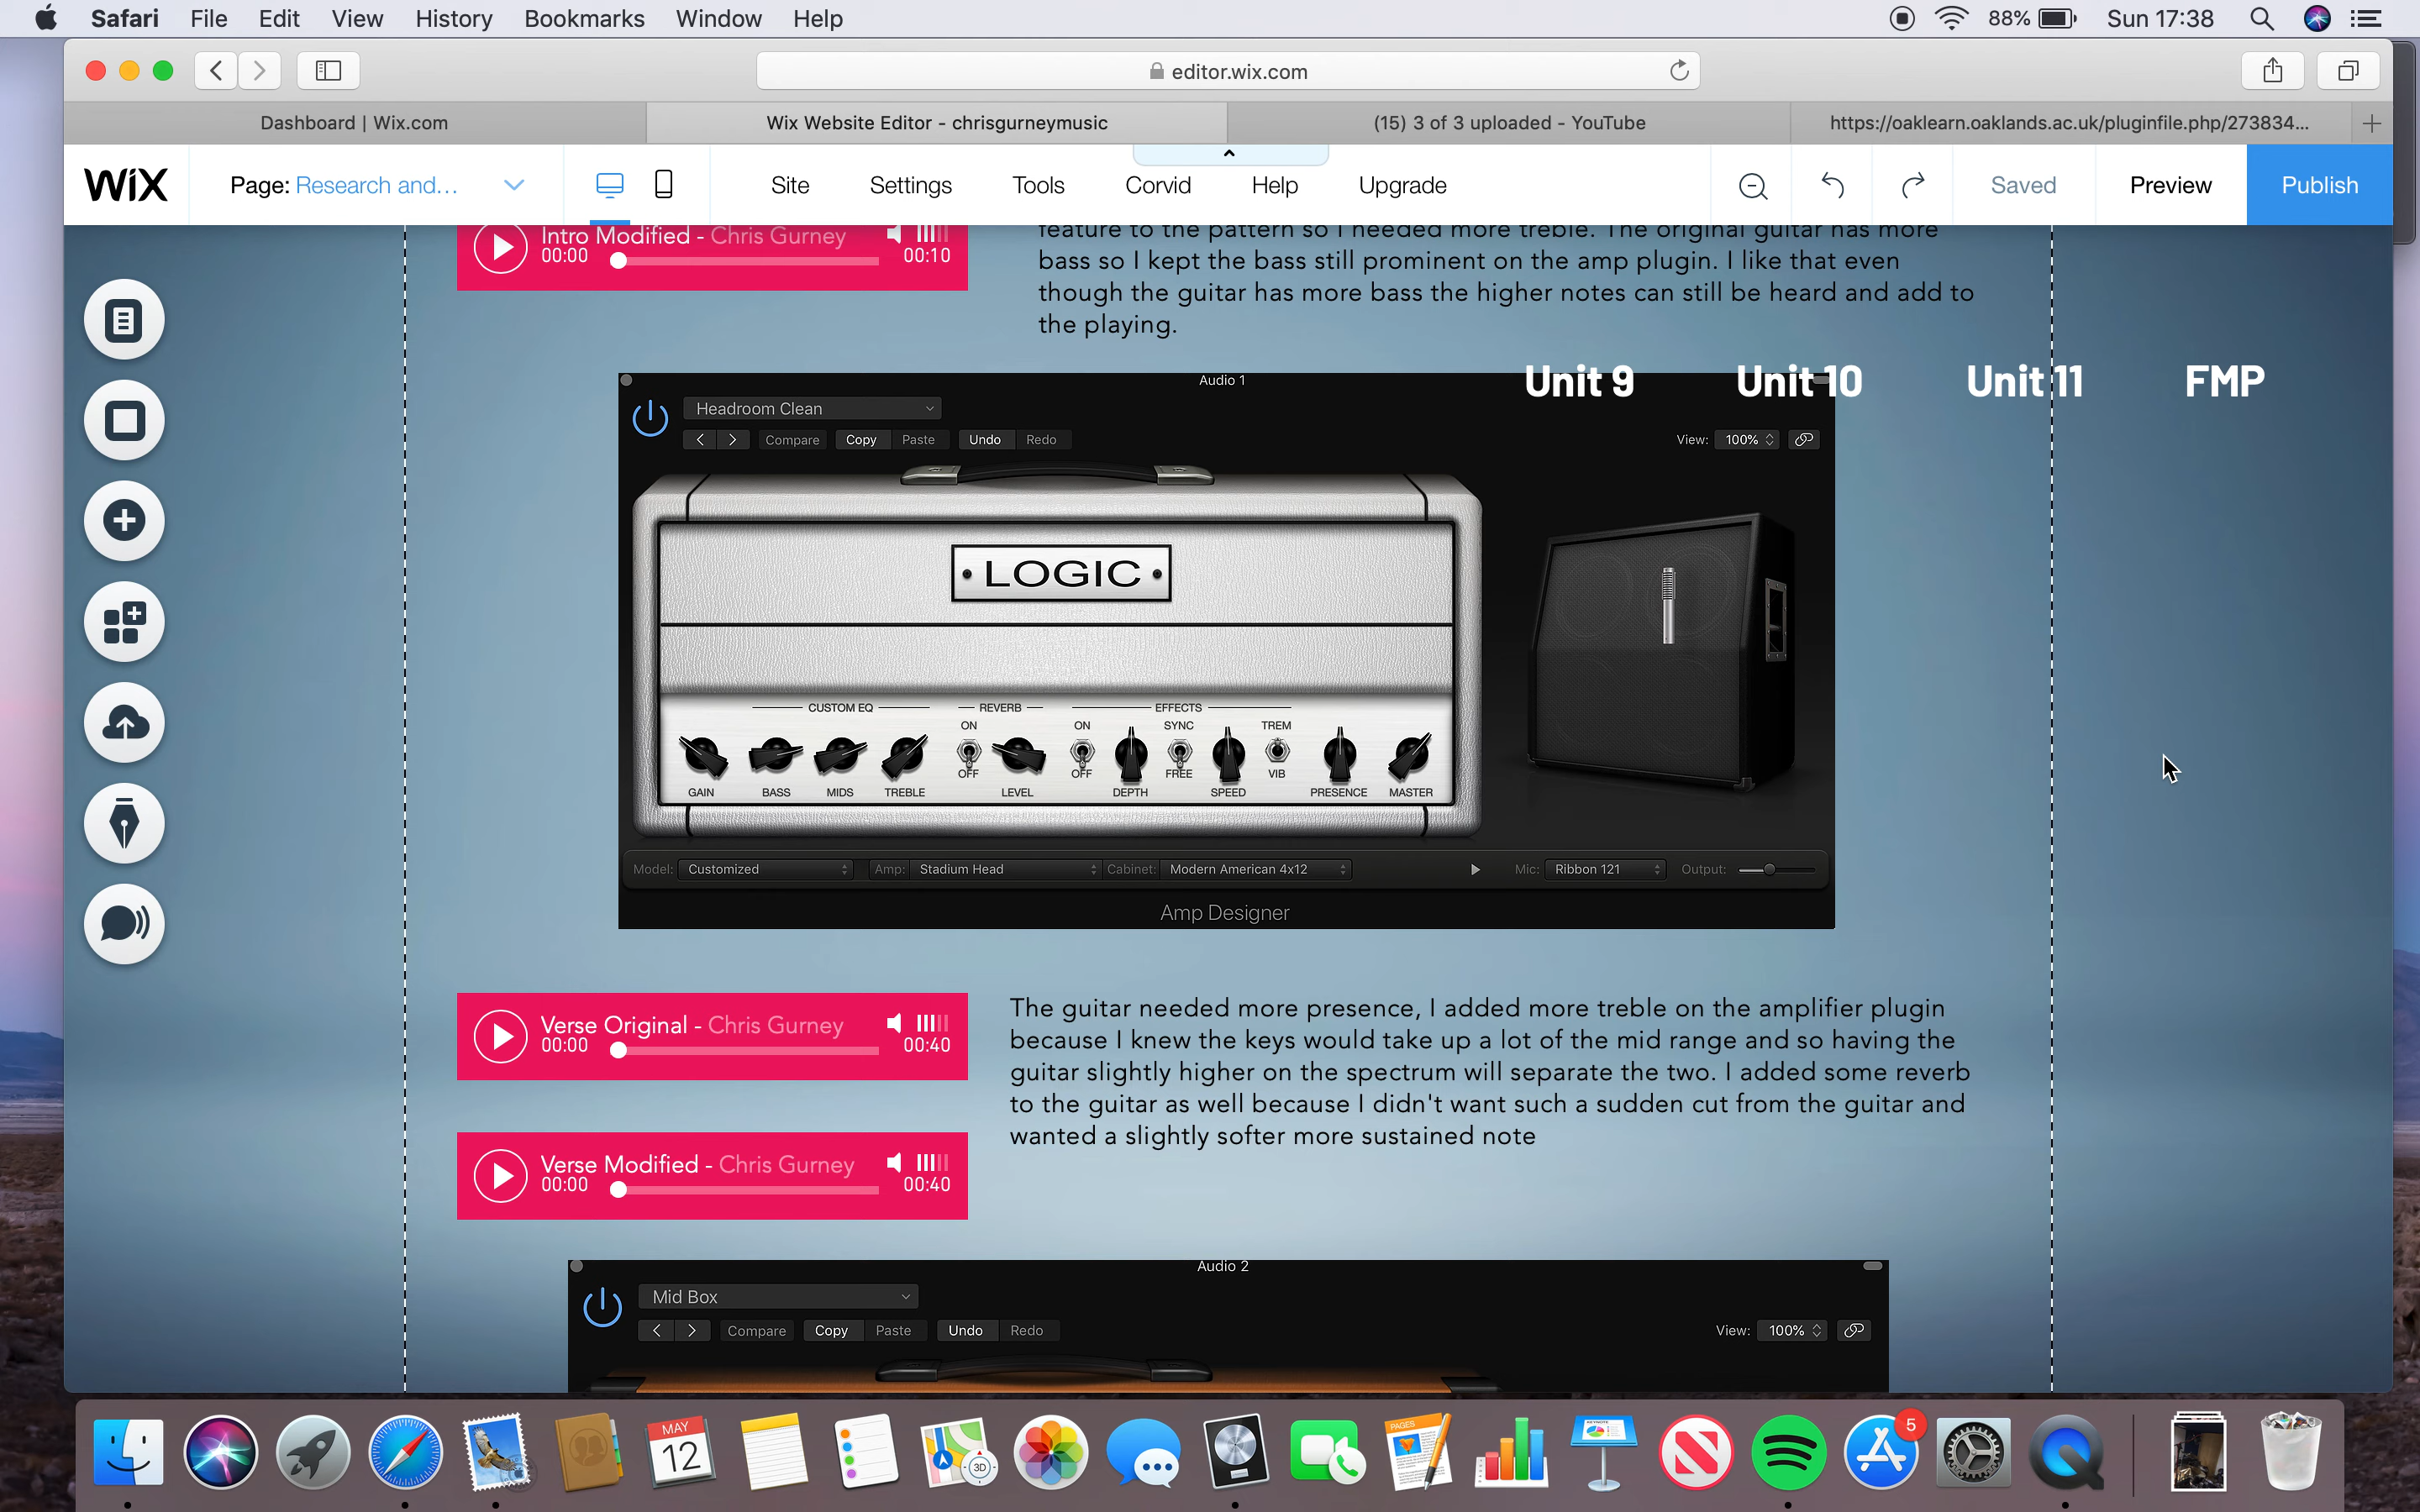 Safari File Edit View History Bookmarks Window Help 88% Sun 17:38
editor.wix.com
Dashboard | Wix.com Wix Website Editor - chrisgurneymusic (15) 3 of 3 uploaded - YouTube https://oaklearn.oaklands.ac.uk/pluginfile.php/273834...
WiX Page: Research and... Site Settings Tools Corvid Help Upgrade Saved Preview Publish
Intro Modified - Chris Gurney
00:00 00:10
feature to the pattern so I needed more treble. The original guitar has more
bass so I kept the bass still prominent on the amp plugin. I like that even
though the guitar has more bass the higher notes can still be heard and add to
the playing.
Unit 9 Unit 10 Unit 11 FMP
Audio 1
Headroom Clean
Compare Copy Paste Undo Redo View: 100%
LOGIC
CUSTOM EQ REVERB EFFECTS
ON ON SYNC TREM
OFF OFF FREE VIB
GAIN BASS MIDS TREBLE LEVEL DEPTH SPEED PRESENCE MASTER
Model: Customized Amp: Stadium Head Cabinet: Modern American 4x12 Mic: Ribbon 121 Output:
Amp Designer
Verse Original - Chris Gurney
00:00 00:40
The guitar needed more presence, I added more treble on the amplifier plugin
because I knew the keys would take up a lot of the mid range and so having the
guitar slightly higher on the spectrum will separate the two. I added some reverb
to the guitar as well because I didn't want such a sudden cut from the guitar and
wanted a slightly softer more sustained note
Verse Modified - Chris Gurney
00:00 00:40
Audio 2
Mid Box
Compare Copy Paste Undo Redo View: 100%
MAY
12
3D
PAGES
KEYNOTE
5